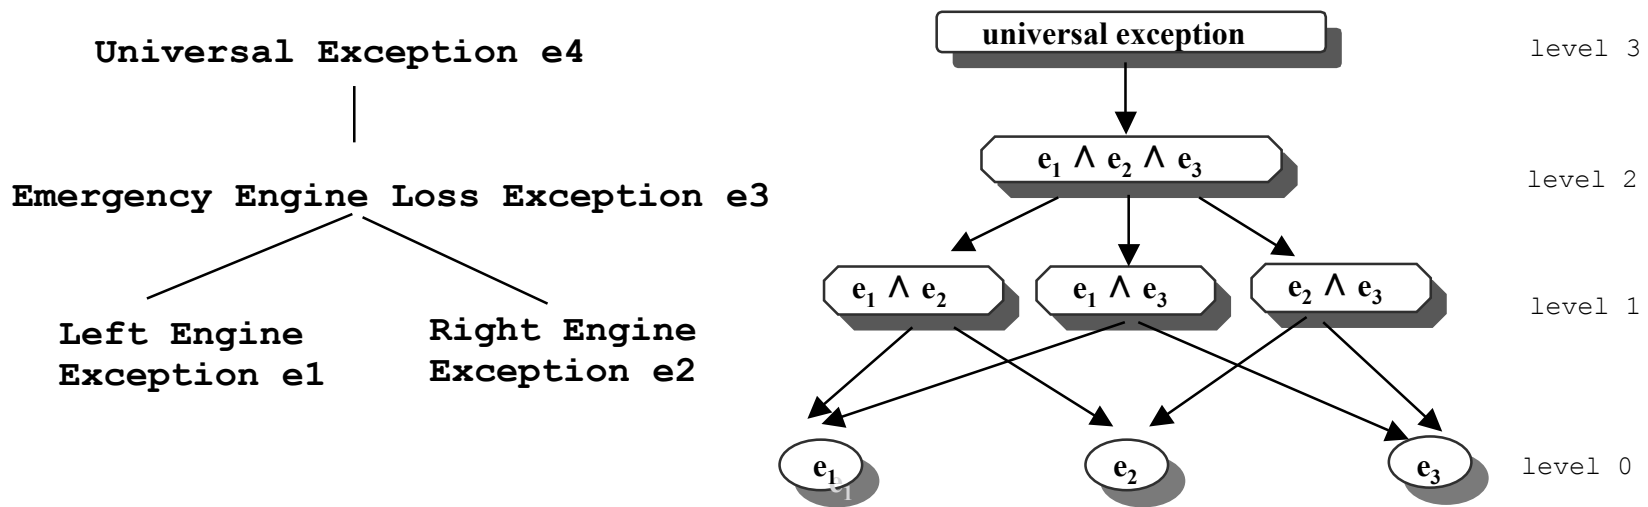 Universal Exception e4
Emergency Engine Loss Exception e3
Left Engine
Exception e1
Right Engine
Exception e2
universal exception
level 3
e₁ ∧ e₂ ∧ e₃
level 2
e₁ ∧ e₂
e₁ ∧ e₃
e₂ ∧ e₃
level 1
e₁
e₁
e₂
e₃
level 0